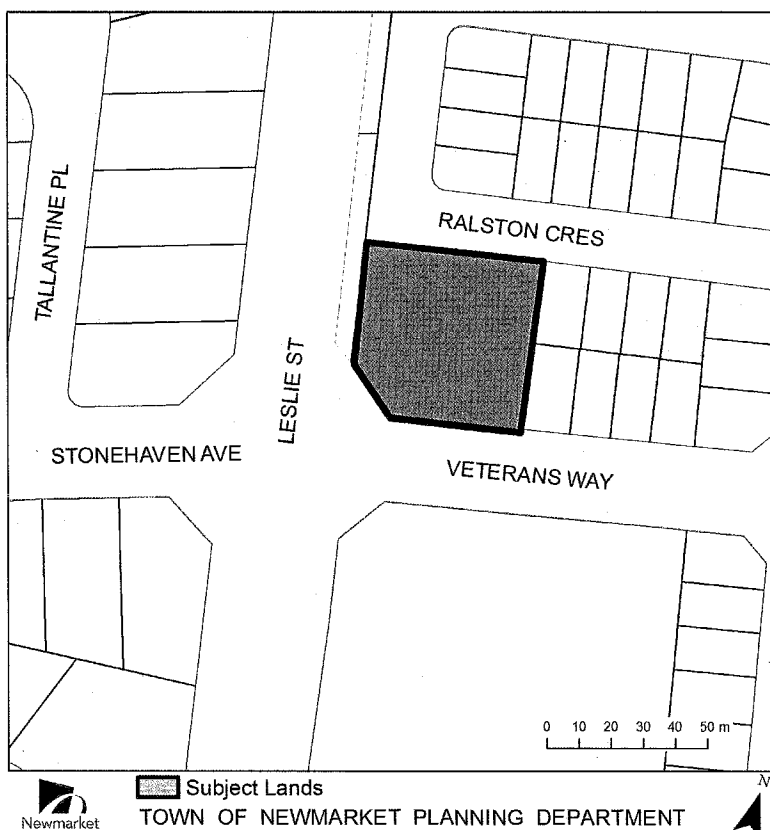 TALLANTINE PL
RALSTON CRES
LESLIE ST
STONEHAVEN AVE
VETERANS WAY
0 10 20 30 40 50 m
Newmarket
Subject Lands
TOWN OF NEWMARKET PLANNING DEPARTMENT
N